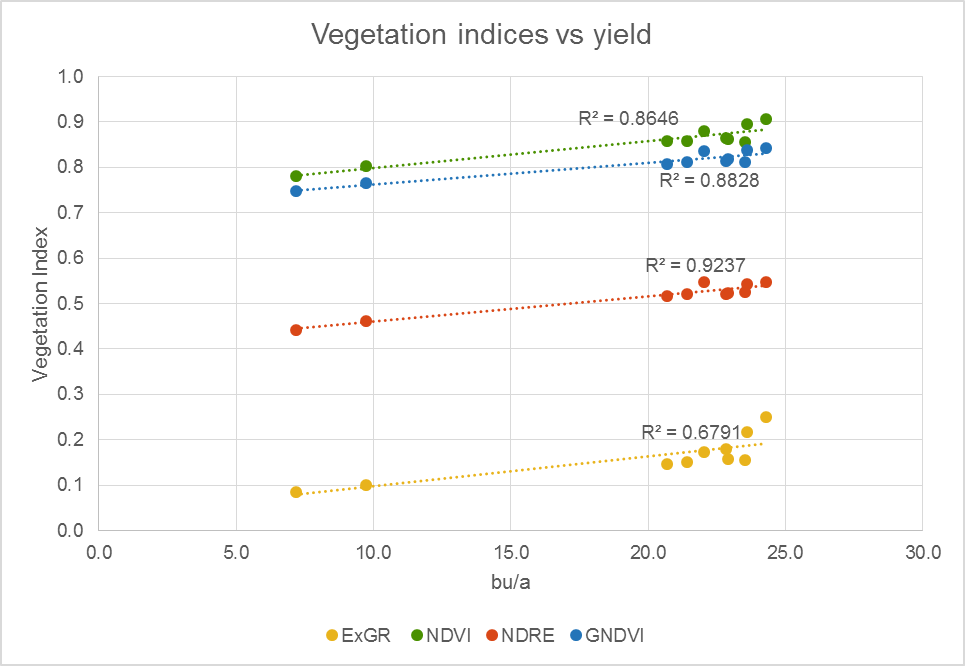 Vegetation indices vs yield
1.0
0.9
0.8
0.7
0.6
0.5
0.4
0.3
0.2
0.1
0.0
Vegetation Index
R² = 0.8646
R² = 0.8828
R² = 0.9237
R² = 0.6791
0.0 5.0 10.0 15.0 20.0 25.0 30.0
bu/a
ExGR NDVI NDRE GNDVI